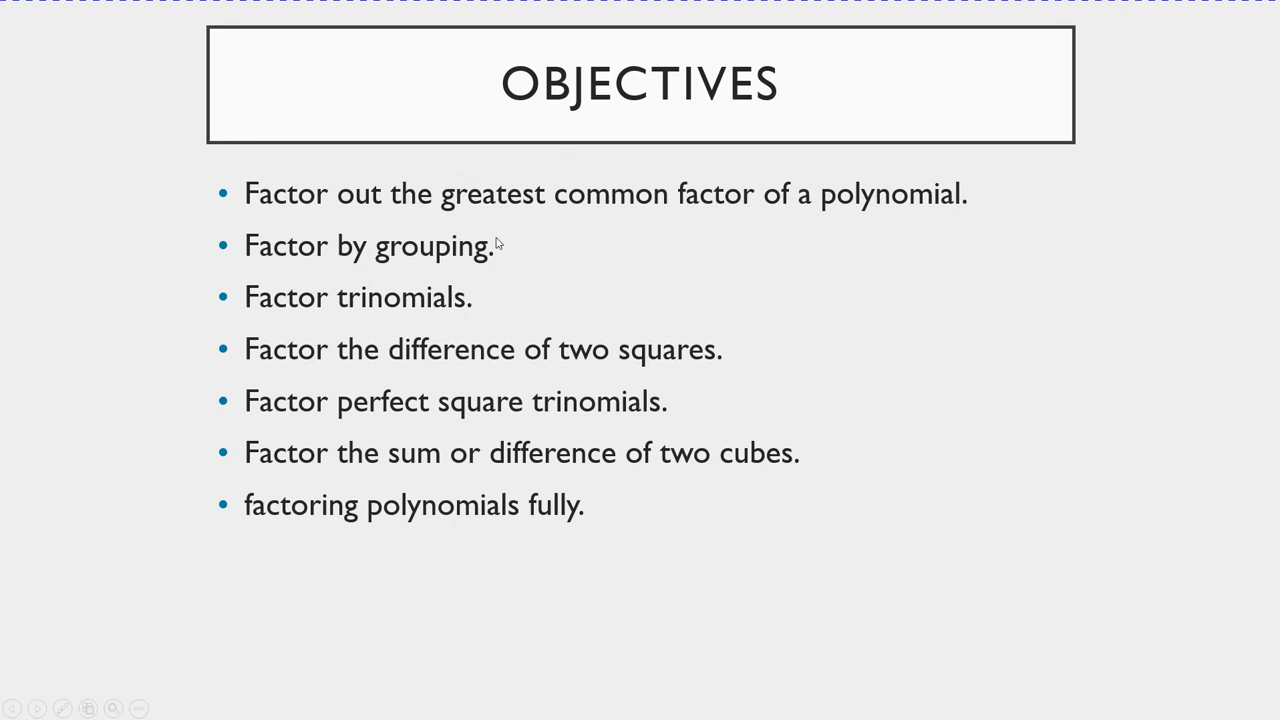 OBJECTIVES
• Factor out the greatest common factor of a polynomial.
• Factor by grouping.
• Factor trinomials.
• Factor the difference of two squares.
• Factor perfect square trinomials.
• Factor the sum or difference of two cubes.
• factoring polynomials fully.